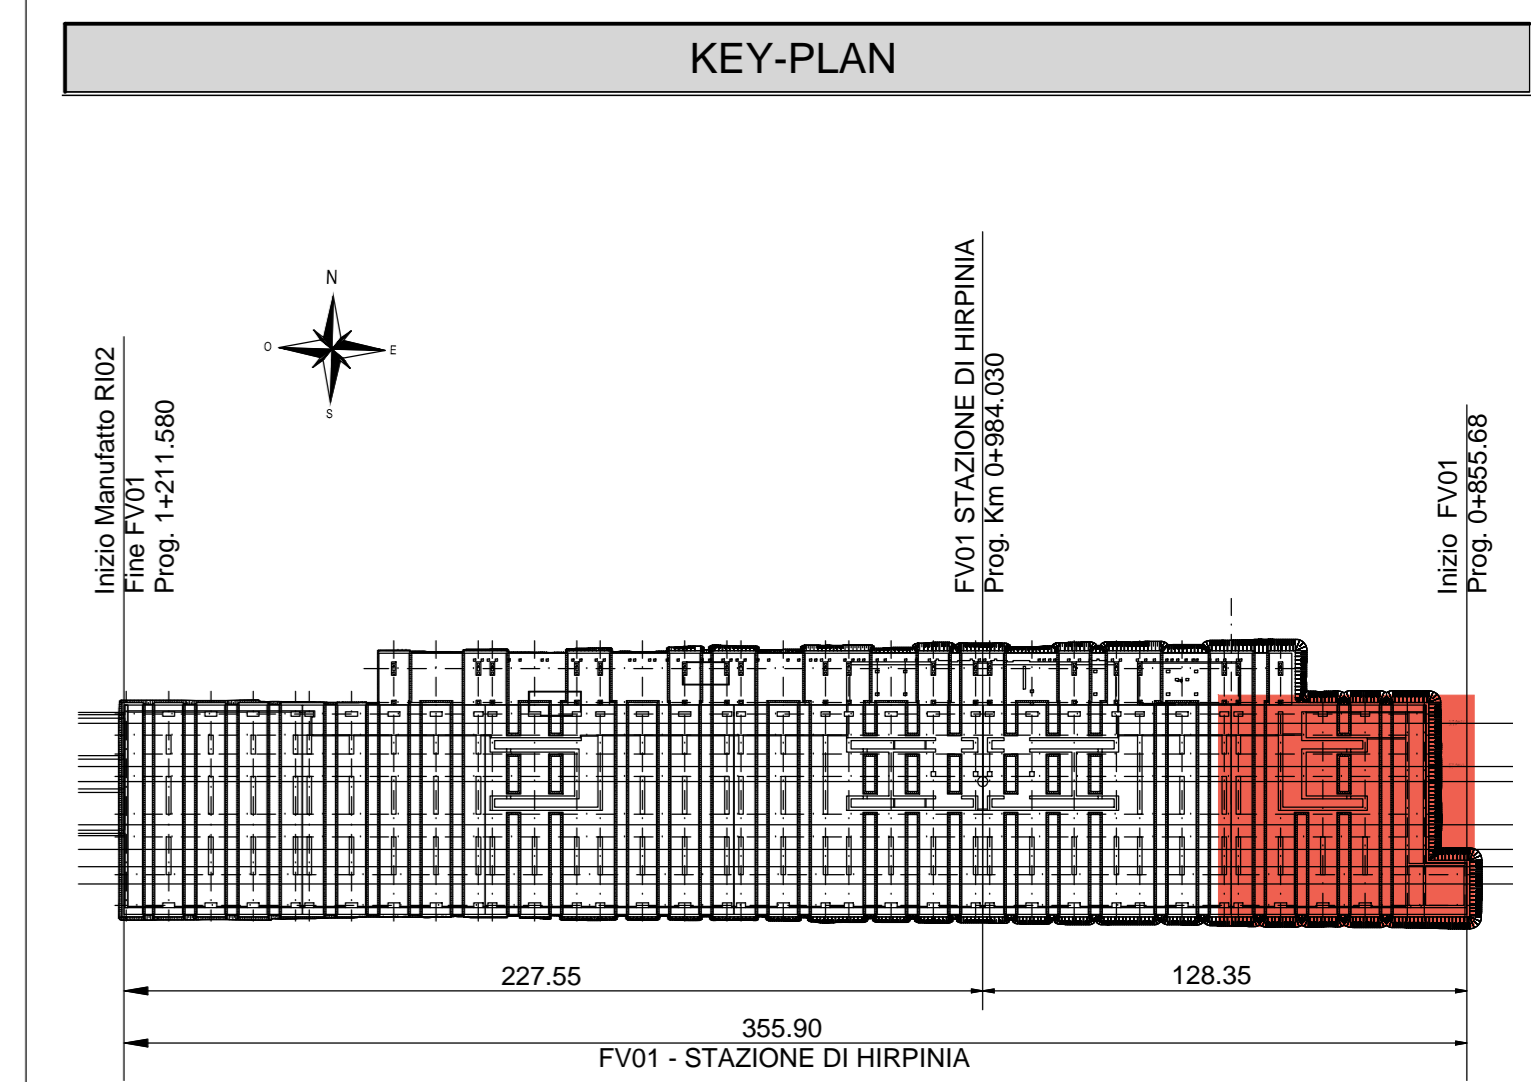 KEY-PLAN
N
O
E
S
Inizio Manufatto RI02
Fine FV01
Prog. 1+211.580
FV01 STAZIONE DI HIRPINIA
Prog. Km 0+984.030
Inizio FV01
Prog. 0+855.68
227.55
128.35
355.90
FV01 - STAZIONE DI HIRPINIA